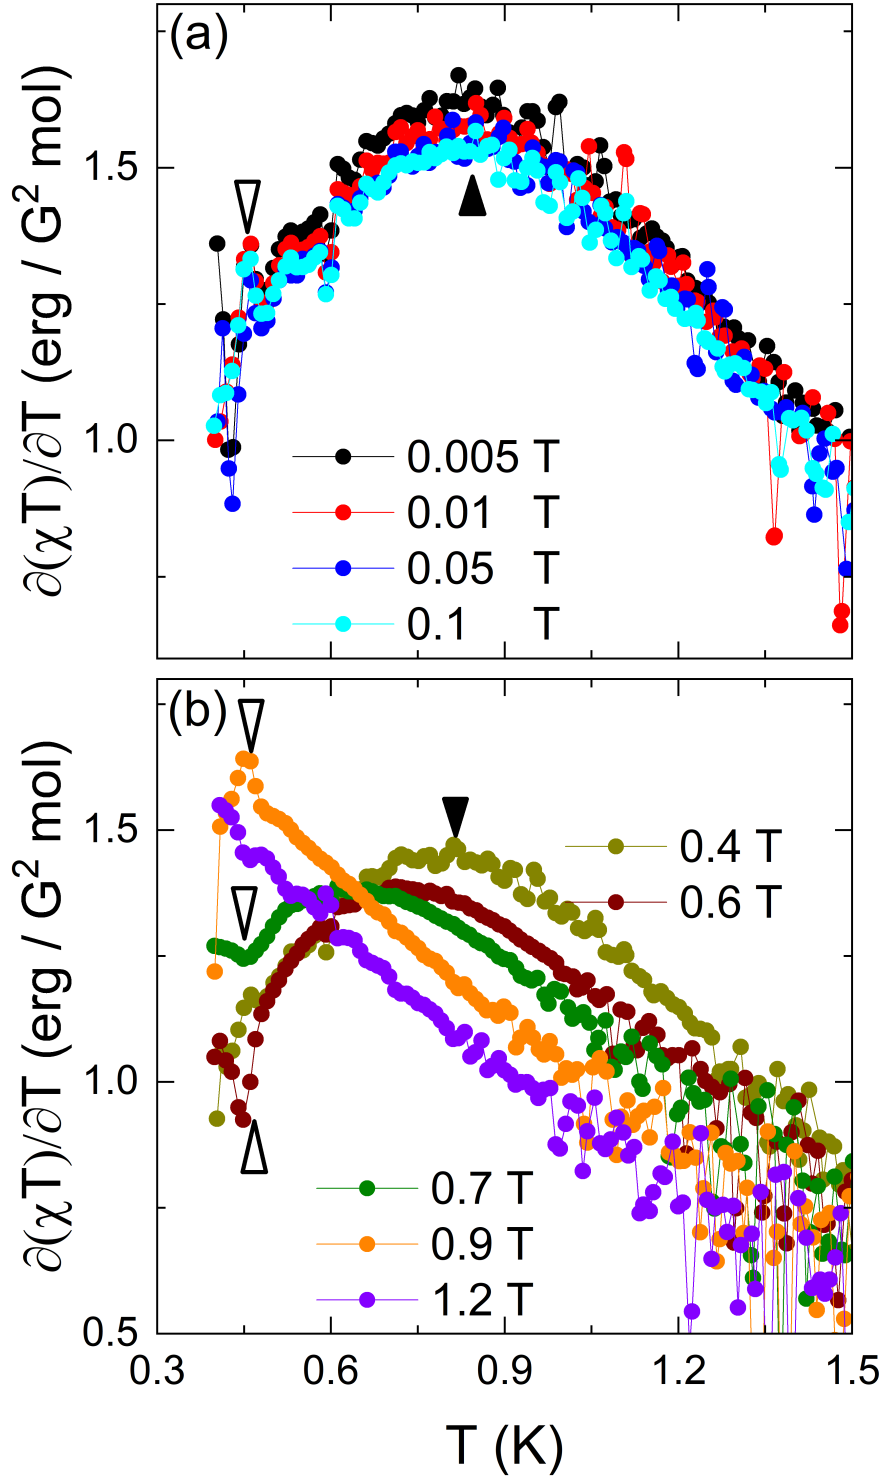 (a)
∂(χT)/∂T (erg / G² mol)
1.5
1.0
0.005 T
0.01 T
0.05 T
0.1 T
(b)
∂(χT)/∂T (erg / G² mol)
1.5
1.0
0.5
0.4 T
0.6 T
0.7 T
0.9 T
1.2 T
0.3 0.6 0.9 1.2 1.5
T (K)